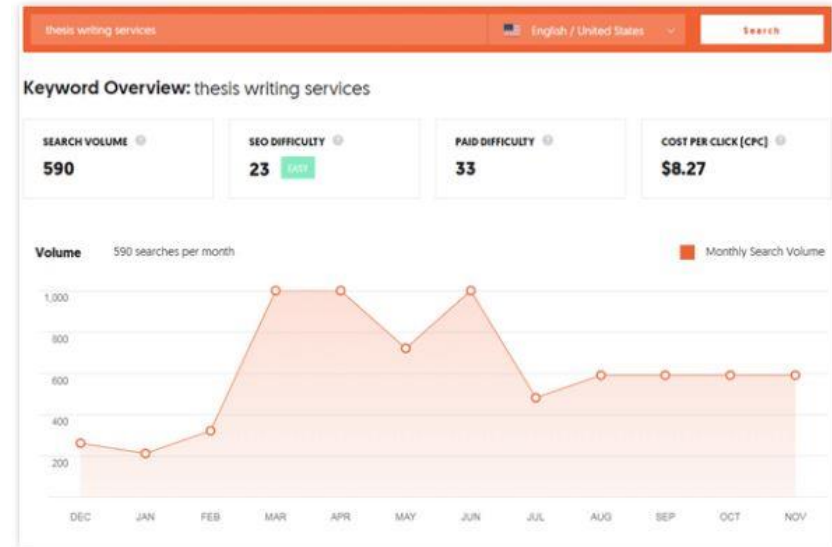 thesis writing services English / United States Search
Keyword Overview: thesis writing services
SEARCH VOLUME SEO DIFFICULTY PAID DIFFICULTY COST PER CLICK [CPC]
590 23 EASY 33 $8.27
Volume 590 searches per month Monthly Search Volume
1,000
800
600
400
200
DEC JAN FEB MAR APR MAY JUN JUL AUG SEP OCT NOV